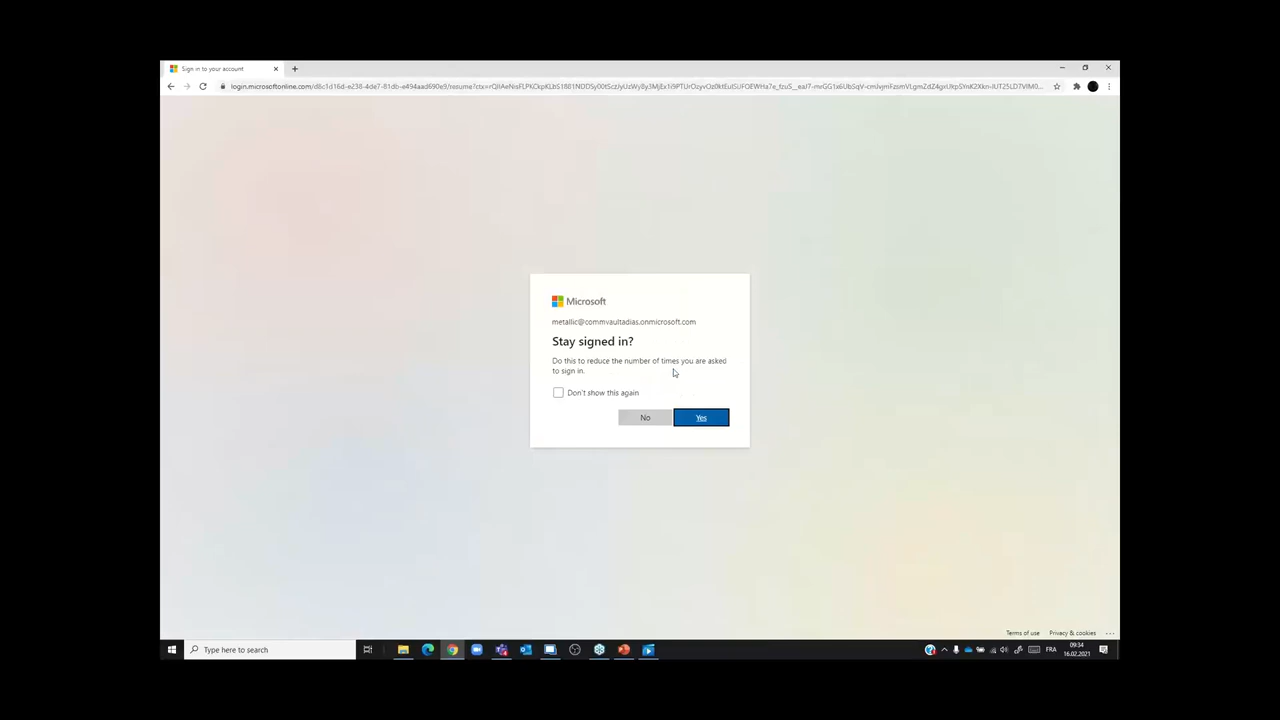 Sign in to your account
Microsoft
metallic@commvaultadias.onmicrosoft.com
Stay signed in?
Do this to reduce the number of times you are asked
to sign in.
Don't show this again
No
Yes
Terms of use
Privacy & cookies
Type here to search
FRA
09:34
16.02.2021